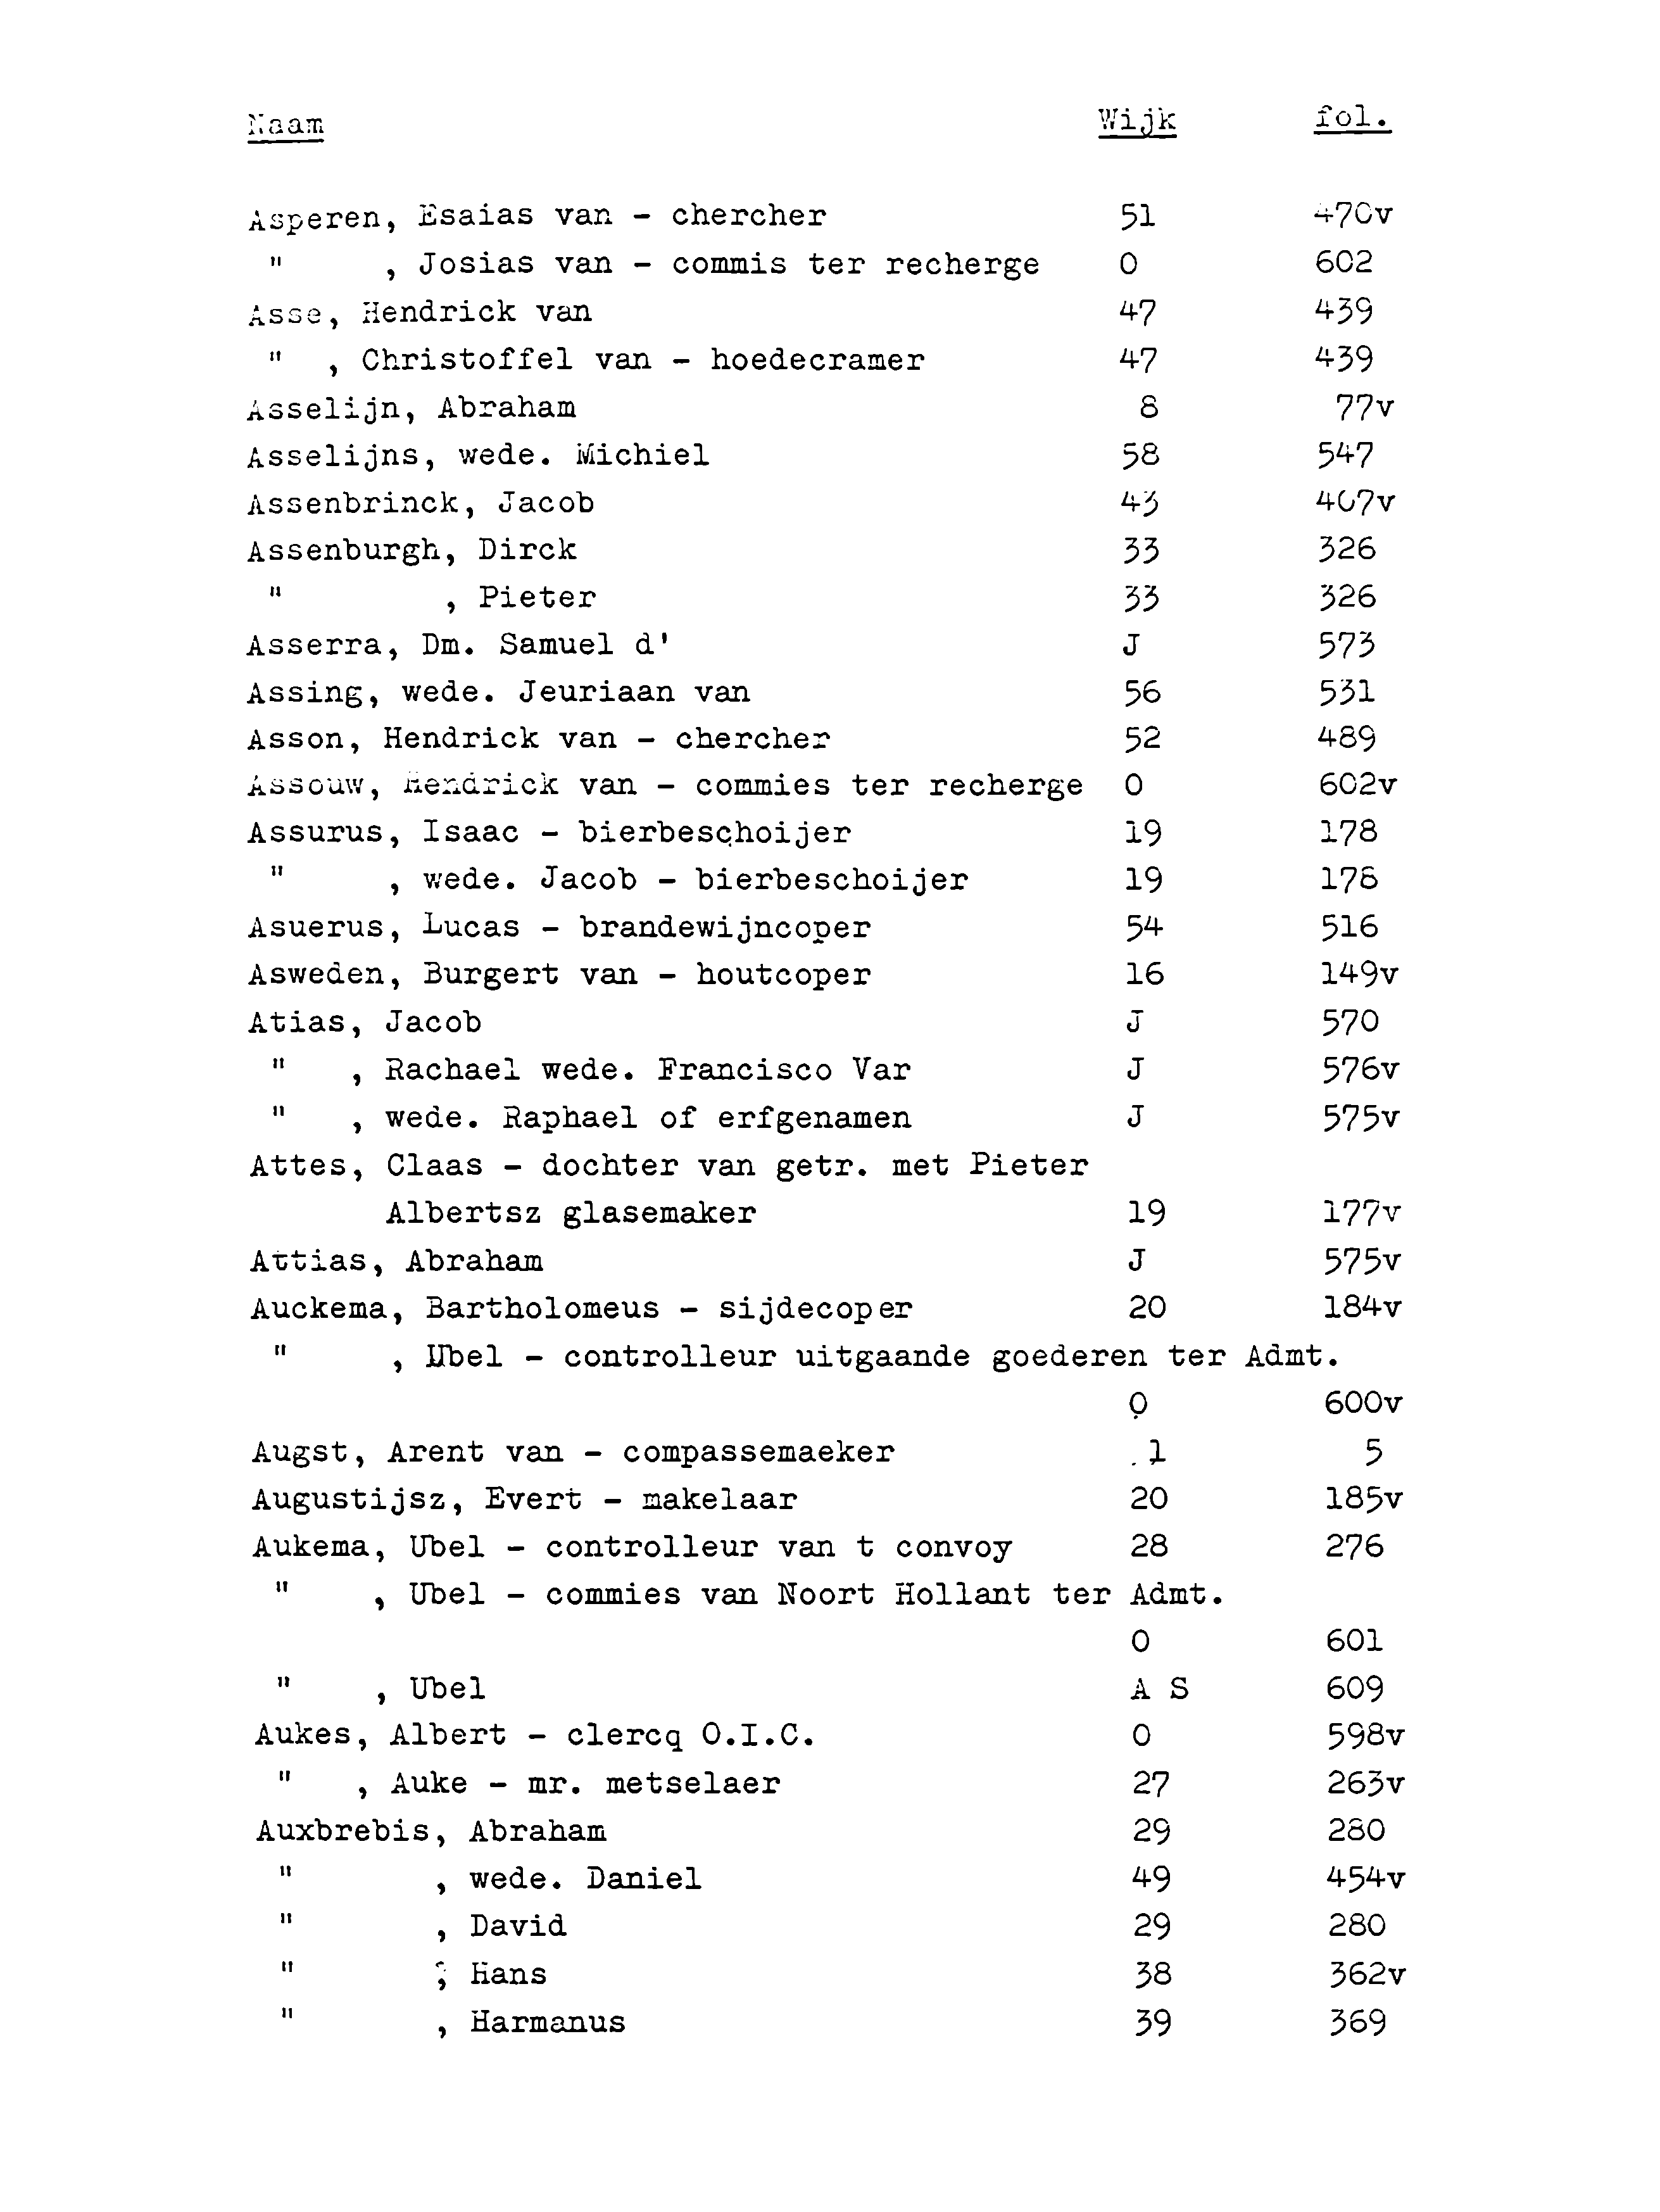 Naam Wijk fol.
Asperen, Esaias van - chercher 51 470v
" , Josias van - commis ter recherge O 602
Asse, Hendrick van 47 439
" , Christoffel van - hoedecramer 47 439
Asselijn, Abraham 8 77v
Asselijns, wede. Michiel 58 547
Assenbrinck, Jacob 43 407v
Assenburgh, Dirck 33 326
" , Pieter 33 326
Asserra, Dm. Samuel d' J 573
Assing, wede. Jeuriaan van 56 531
Asson, Hendrick van - chercher 52 489
Assouw, Hendrick van - commies ter recherge O 602v
Assurus, Isaac - bierbeschoijer 19 178
" , wede. Jacob - bierbeschoijer 19 178
Asuerus, Lucas - brandewijncoper 54 516
Asweden, Burgert van - houtcoper 16 149v
Atias, Jacob J 570
" , Rachael wede. Francisco Var J 576v
" , wede. Raphael of erfgenamen J 575v
Attes, Claas - dochter van getr. met Pieter
Albertsz glasemaker 19 177v
Attias, Abraham J 575v
Auckema, Bartholomeus - sijdecoper 20 184v
" , Ubel - controlleur uitgaande goederen ter Admt.
O 600v
Augst, Arent van - compassemaeker 1 5
Augustijsz, Evert - makelaar 20 185v
Aukema, Ubel - controlleur van t convoy 28 276
" , Ubel - commies van Noort Hollant ter Admt.
O 601
" , Ubel A S 609
Aukes, Albert - clercq O.I.C. O 598v
" , Auke - mr. metselaer 27 263v
Auxbrebis, Abraham 29 280
" , wede. Daniel 49 454v
" , David 29 280
" , Hans 38 362v
" , Harmanus 39 369